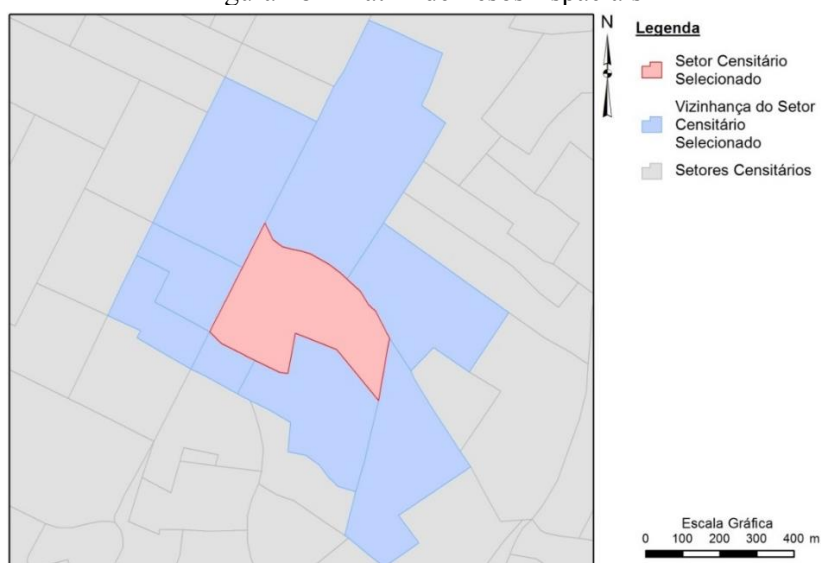 N
Legenda
Setor Censitário
Selecionado
Vizinhança do Setor
Censitário
Selecionado
Setores Censitários
Escala Gráfica
0 100 200 300 400 m